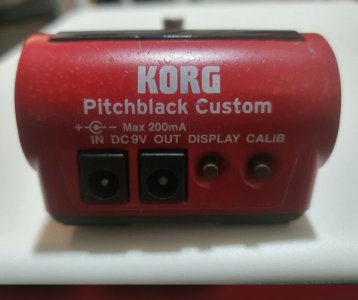 KORG
Pitchblack Custom
+ - Max 200mA
IN DC9V OUT DISPLAY CALIB